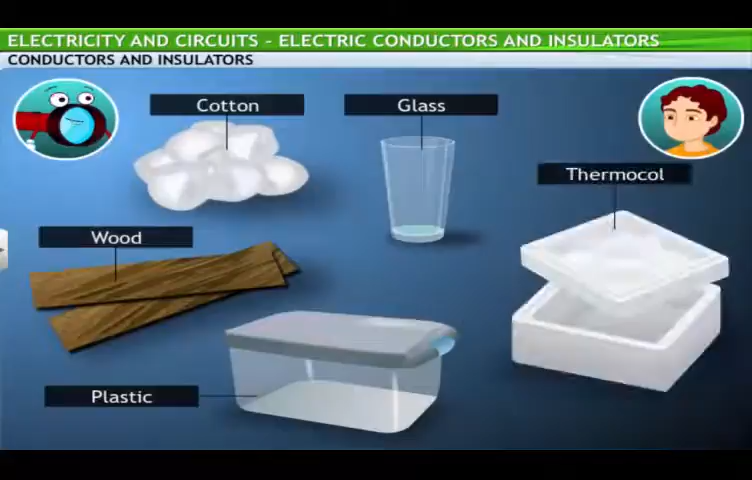 ELECTRICITY AND CIRCUITS - ELECTRIC CONDUCTORS AND INSULATORS
CONDUCTORS AND INSULATORS
Cotton
Glass
Thermocol
Wood
Plastic